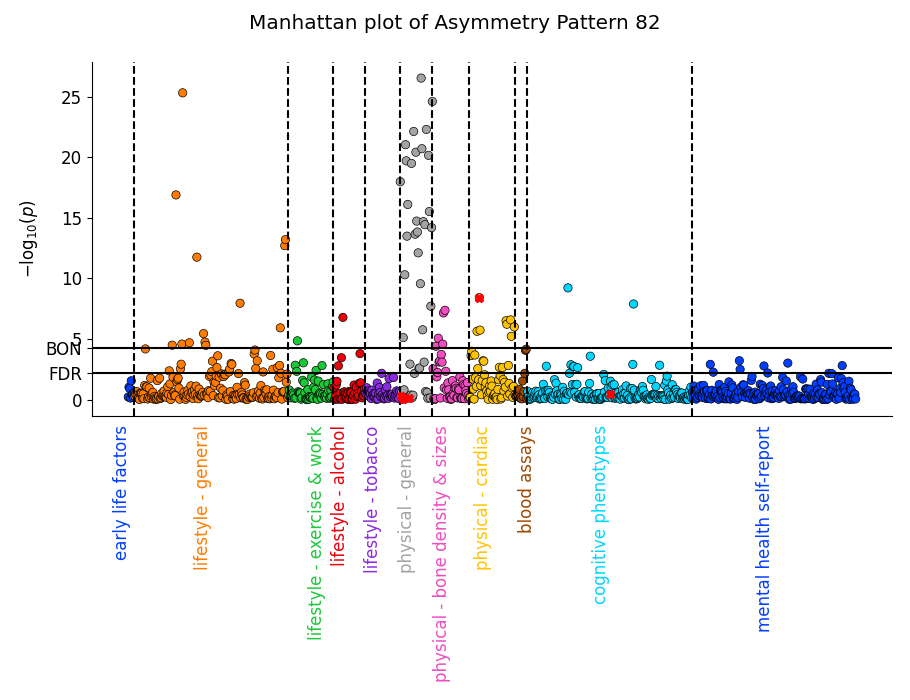 Manhattan plot of Asymmetry Pattern 82
−log₁₀(p)
25
20
15
10
5
BON
FDR
0
early life factors
lifestyle - general
lifestyle - exercise & work
lifestyle - alcohol
lifestyle - tobacco
physical - general
physical - bone density & sizes
physical - cardiac
blood assays
cognitive phenotypes
mental health self-report